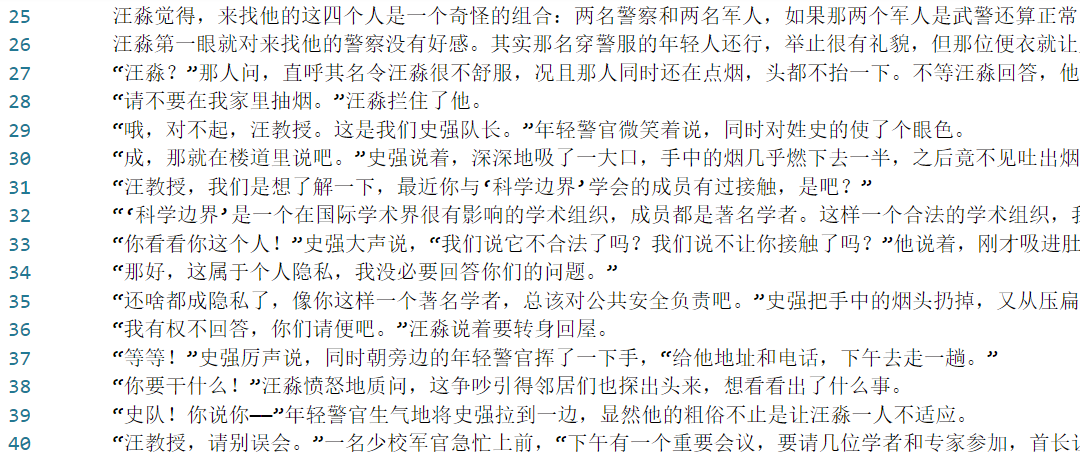 25 汪淼觉得，来找他的这四个人是一个奇怪的组合：两名警察和两名军人，如果那两个军人是武警还算正常
26 汪淼第一眼就对来找他的警察没有好感。其实那名穿警服的年轻人还行，举止很有礼貌，但那位便衣就让
27 “汪淼？”那人问，直呼其名令汪淼很不舒服，况且那人同时还在点烟，头都不抬一下。不等汪淼回答，他
28 “请不要在我家里抽烟。”汪淼拦住了他。
29 “哦，对不起，汪教授。这是我们史强队长。”年轻警官微笑着说，同时对姓史的使了个眼色。
30 “成，那就在楼道里说吧。”史强说着，深深地吸了一大口，手中的烟几乎燃下去一半，之后竟不见吐出烟
31 “汪教授，我们是想了解一下，最近你与‘科学边界’学会的成员有过接触，是吧？”
32 “‘科学边界’是一个在国际学术界很有影响的学术组织，成员都是著名学者。这样一个合法的学术组织，我
33 “你看看你这个人！”史强大声说，“我们说它不合法了吗？我们说不让你接触了吗？”他说着，刚才吸进肚
34 “那好，这属于个人隐私，我没必要回答你们的问题。”
35 “还啥都成隐私了，像你这样一个著名学者，总该对公共安全负责吧。”史强把手中的烟头扔掉，又从压扁
36 “我有权不回答，你们请便吧。”汪淼说着要转身回屋。
37 “等等！”史强厉声说，同时朝旁边的年轻警官挥了一下手，“给他地址和电话，下午去走一趟。”
38 “你要干什么！”汪淼愤怒地质问，这争吵引得邻居们也探出头来，想看看出了什么事。
39 “史队！你说你——”年轻警官生气地将史强拉到一边，显然他的粗俗不止是让汪淼一人不适应。
40 “汪教授，请别误会。”一名少校军官急忙上前，“下午有一个重要会议，要请几位学者和专家参加，首长让